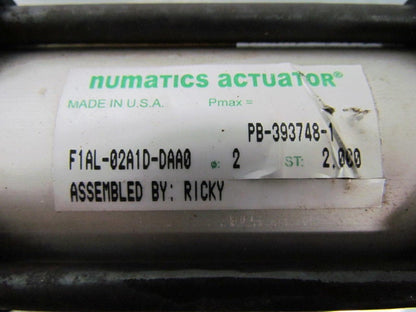 numatics actuator®
MADE IN U.S.A. Pmax =
PB-393748-1
F1AL-02A1D-DAA0 ø: 2 ST: 2.000
ASSEMBLED BY: RICKY